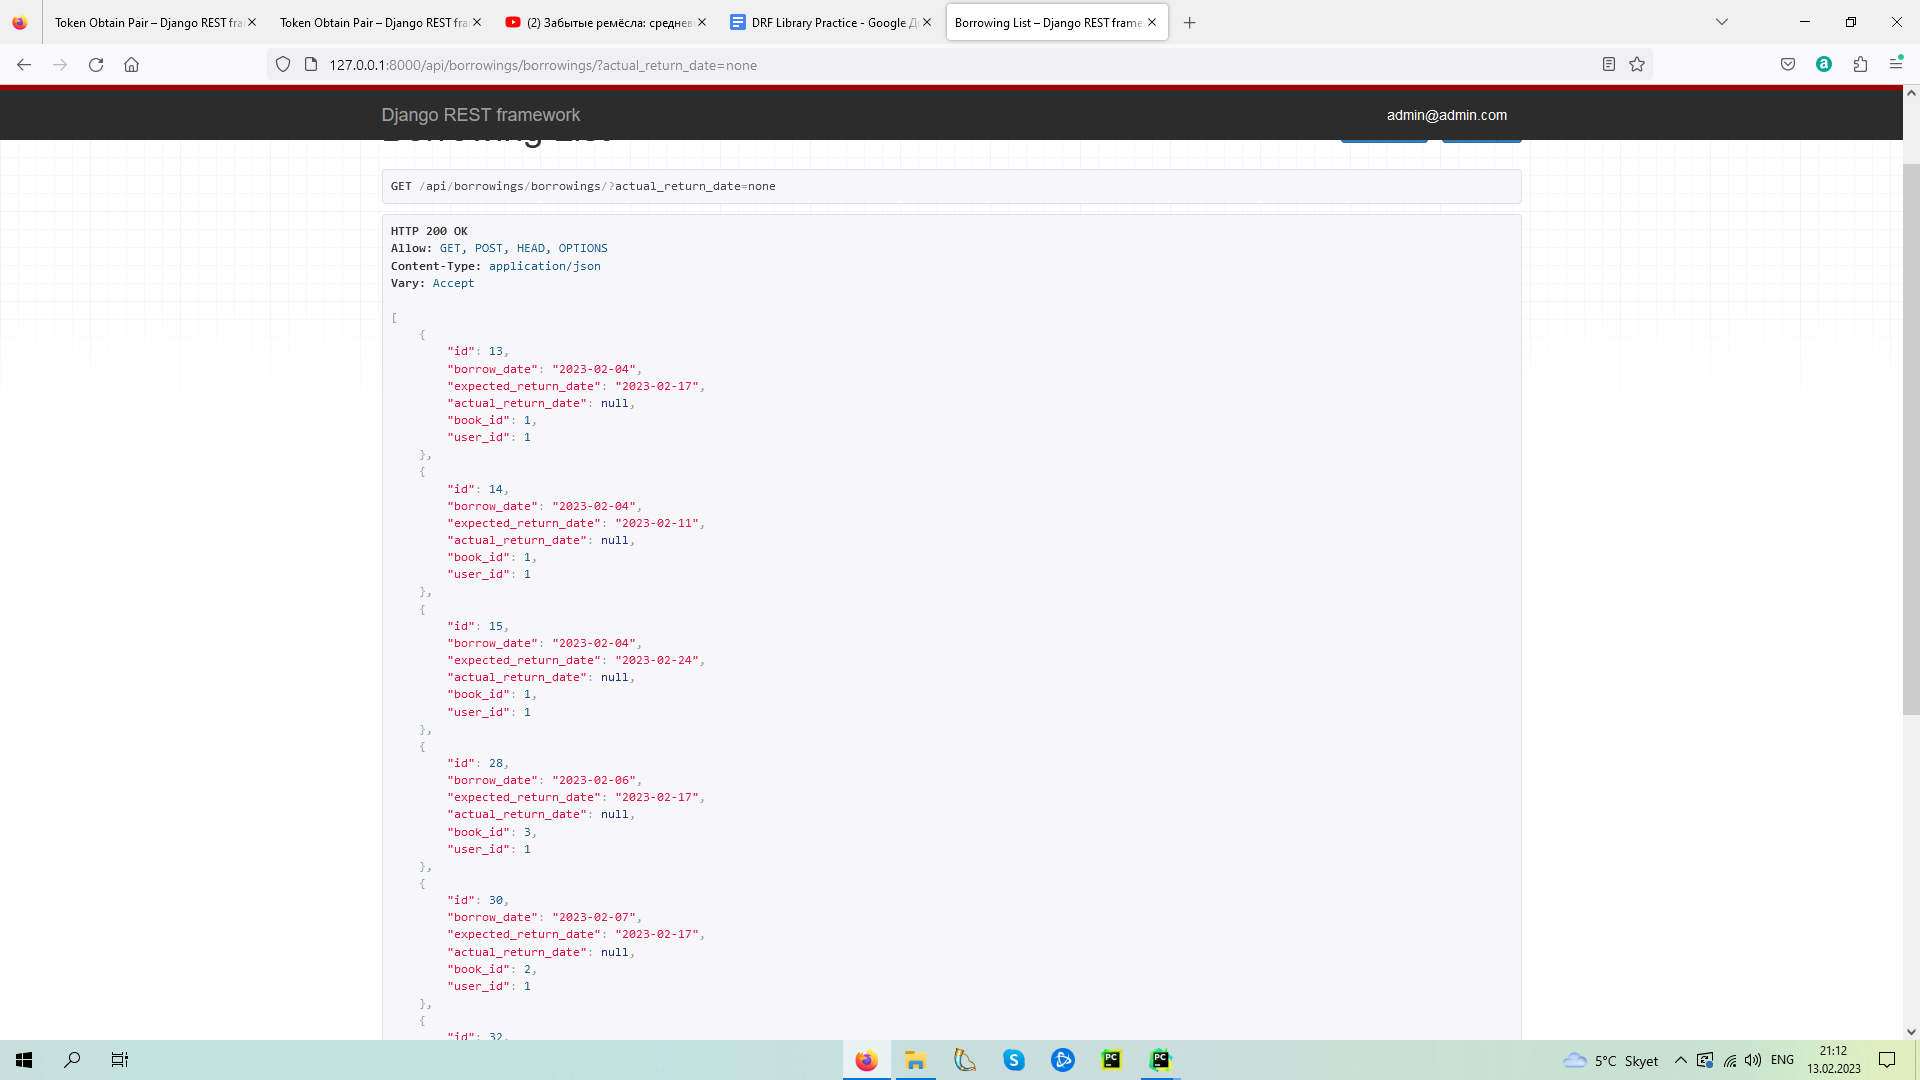 Token Obtain Pair – Django REST fra
Token Obtain Pair – Django REST fra
(2) Забытые ремёсла: среднев
DRF Library Practice - Google Д
Borrowing List – Django REST frame
127.0.0.1:8000/api/borrowings/borrowings/?actual_return_date=none
a
Django REST framework
admin@admin.com
Borrowing List
GET /api/borrowings/borrowings/?actual_return_date=none
HTTP 200 OK
Allow: GET, POST, HEAD, OPTIONS
Content-Type: application/json
Vary: Accept
[
{
"id": 13,
"borrow_date": "2023-02-04",
"expected_return_date": "2023-02-17",
"actual_return_date": null,
"book_id": 1,
"user_id": 1
},
{
"id": 14,
"borrow_date": "2023-02-04",
"expected_return_date": "2023-02-11",
"actual_return_date": null,
"book_id": 1,
"user_id": 1
},
{
"id": 15,
"borrow_date": "2023-02-04",
"expected_return_date": "2023-02-24",
"actual_return_date": null,
"book_id": 1,
"user_id": 1
},
{
"id": 28,
"borrow_date": "2023-02-06",
"expected_return_date": "2023-02-17",
"actual_return_date": null,
"book_id": 3,
"user_id": 1
},
{
"id": 30,
"borrow_date": "2023-02-07",
"expected_return_date": "2023-02-17",
"actual_return_date": null,
"book_id": 2,
"user_id": 1
},
{
"id": 32,
S
PC
PC
5°C Skyet
ENG
21:12
13.02.2023